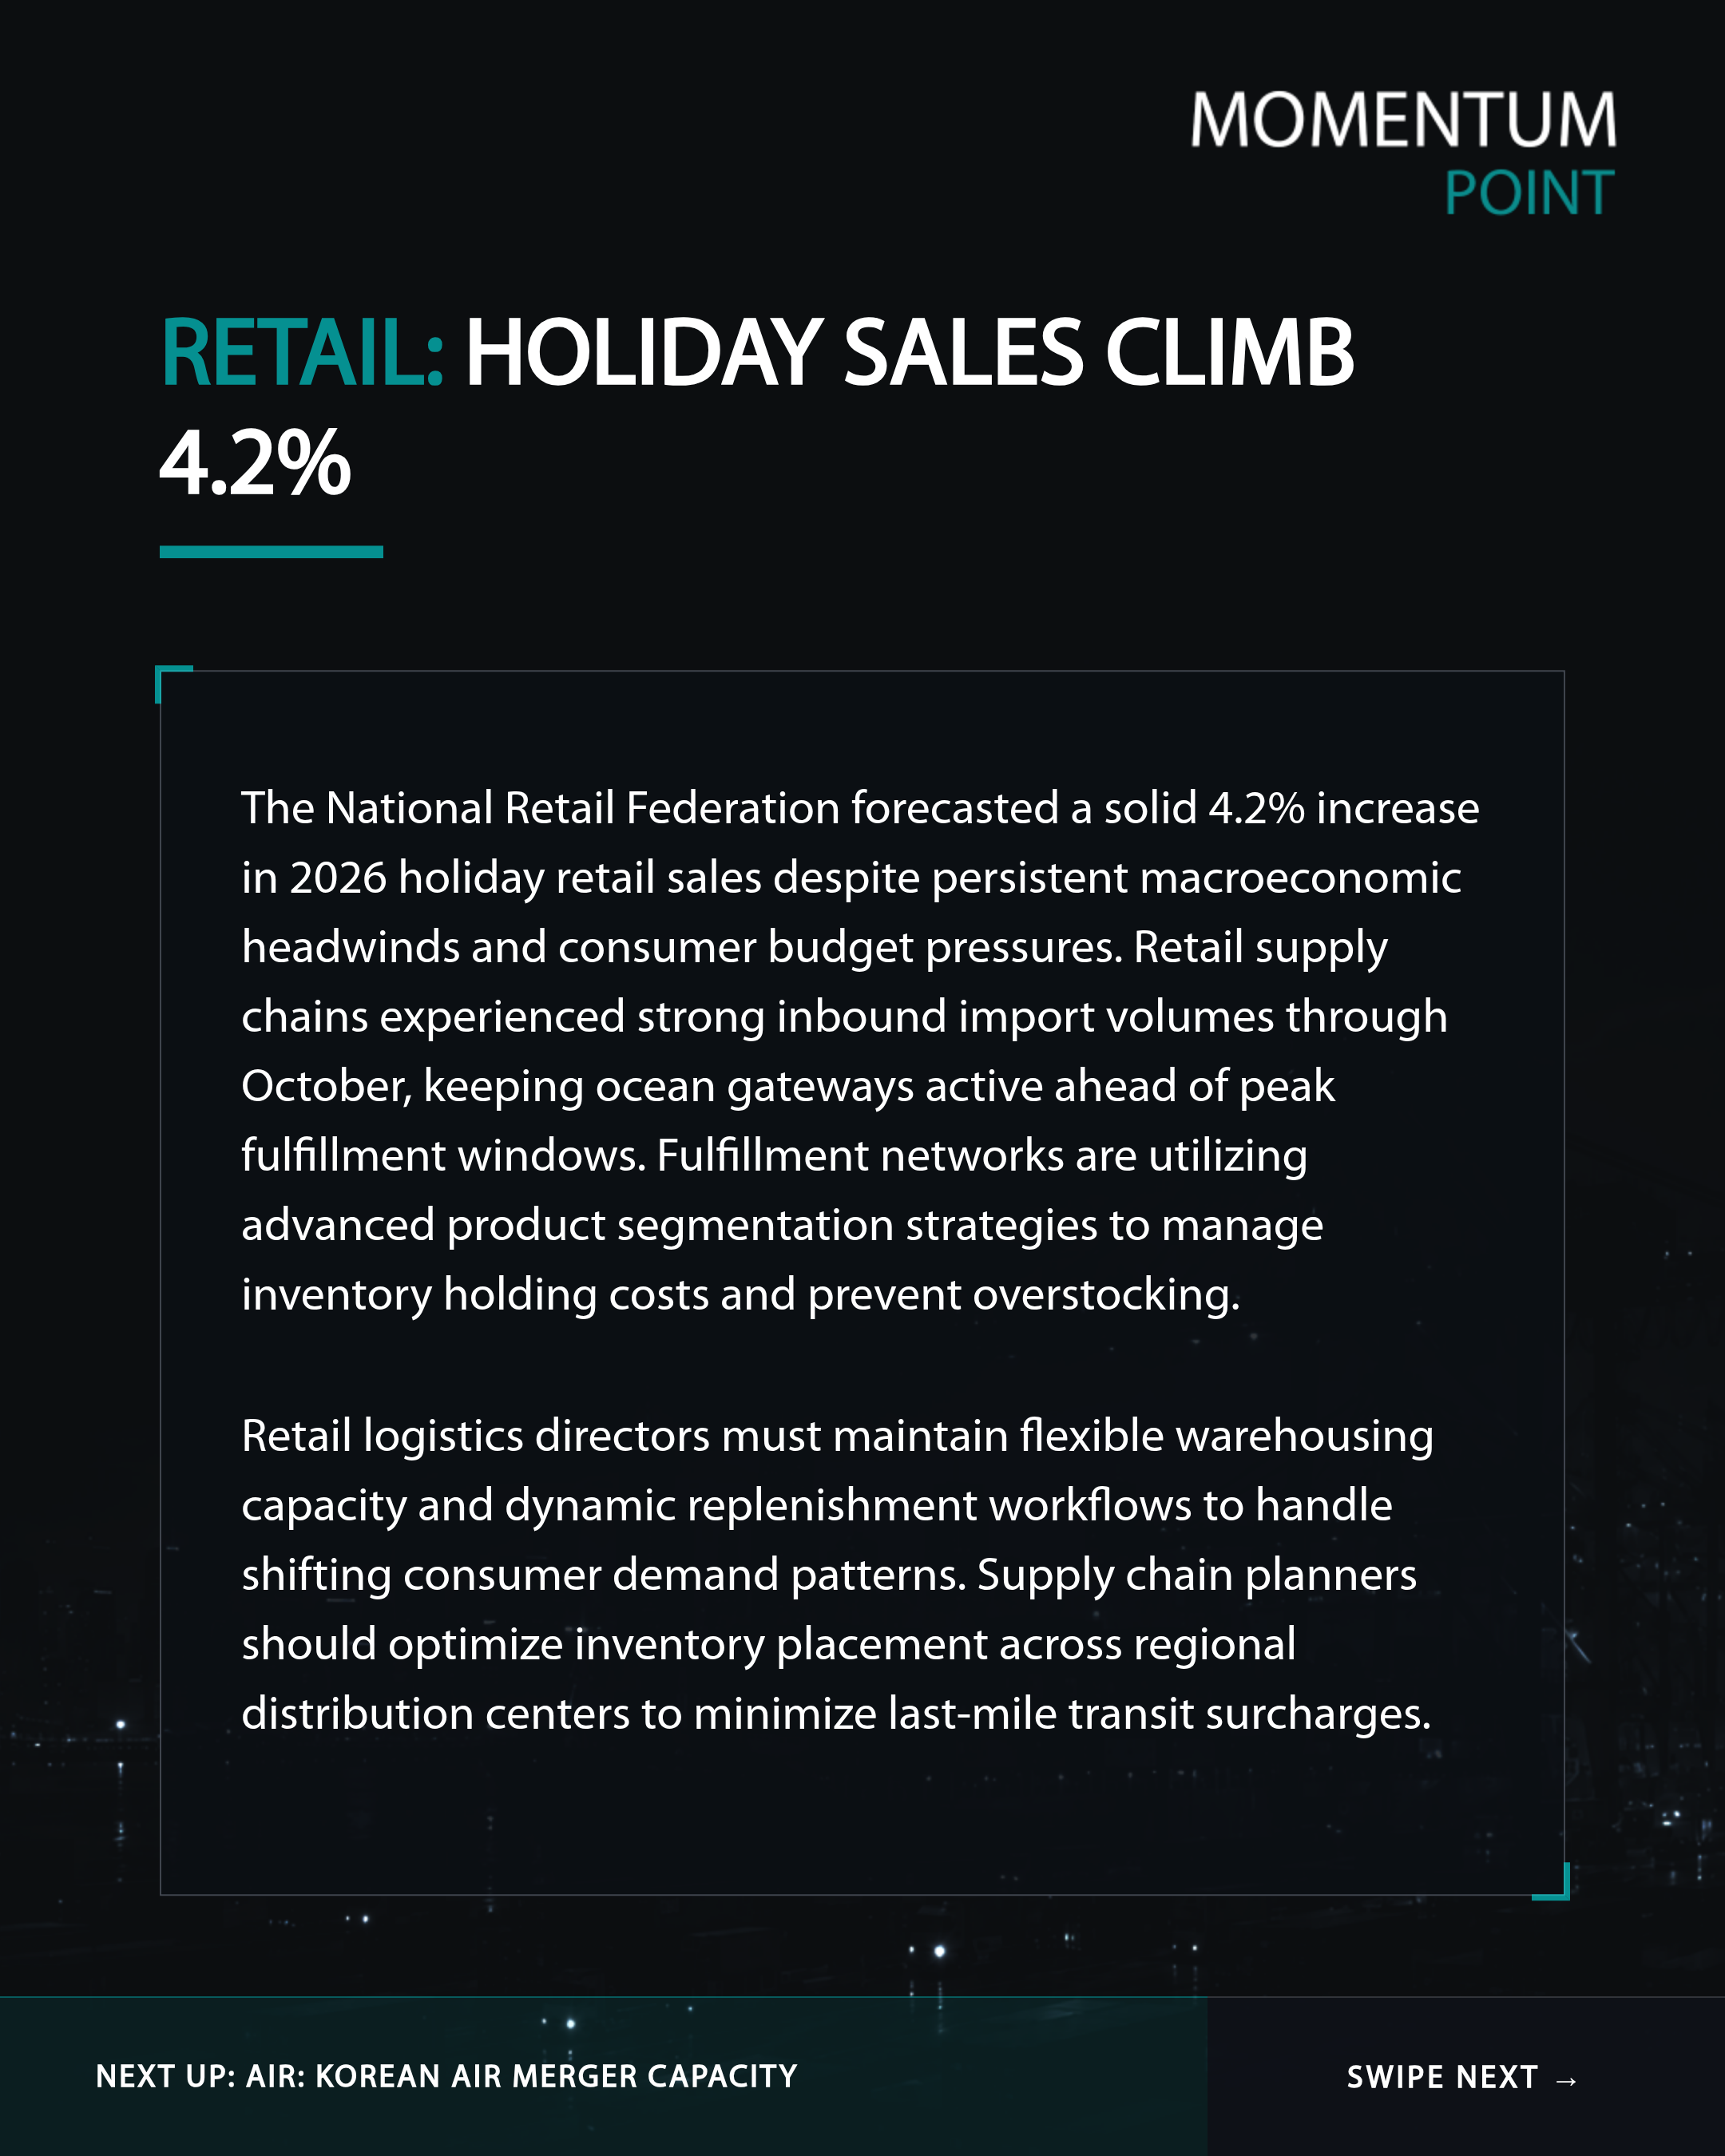 MOMENTUM
POINT
RETAIL: HOLIDAY SALES CLIMB
4.2%
The National Retail Federation forecasted a solid 4.2% increase
in 2026 holiday retail sales despite persistent macroeconomic
headwinds and consumer budget pressures. Retail supply
chains experienced strong inbound import volumes through
October, keeping ocean gateways active ahead of peak
fulfillment windows. Fulfillment networks are utilizing
advanced product segmentation strategies to manage
inventory holding costs and prevent overstocking.
Retail logistics directors must maintain flexible warehousing
capacity and dynamic replenishment workflows to handle
shifting consumer demand patterns. Supply chain planners
should optimize inventory placement across regional
distribution centers to minimize last-mile transit surcharges.
NEXT UP: AIR: KOREAN AIR MERGER CAPACITY
SWIPE NEXT →